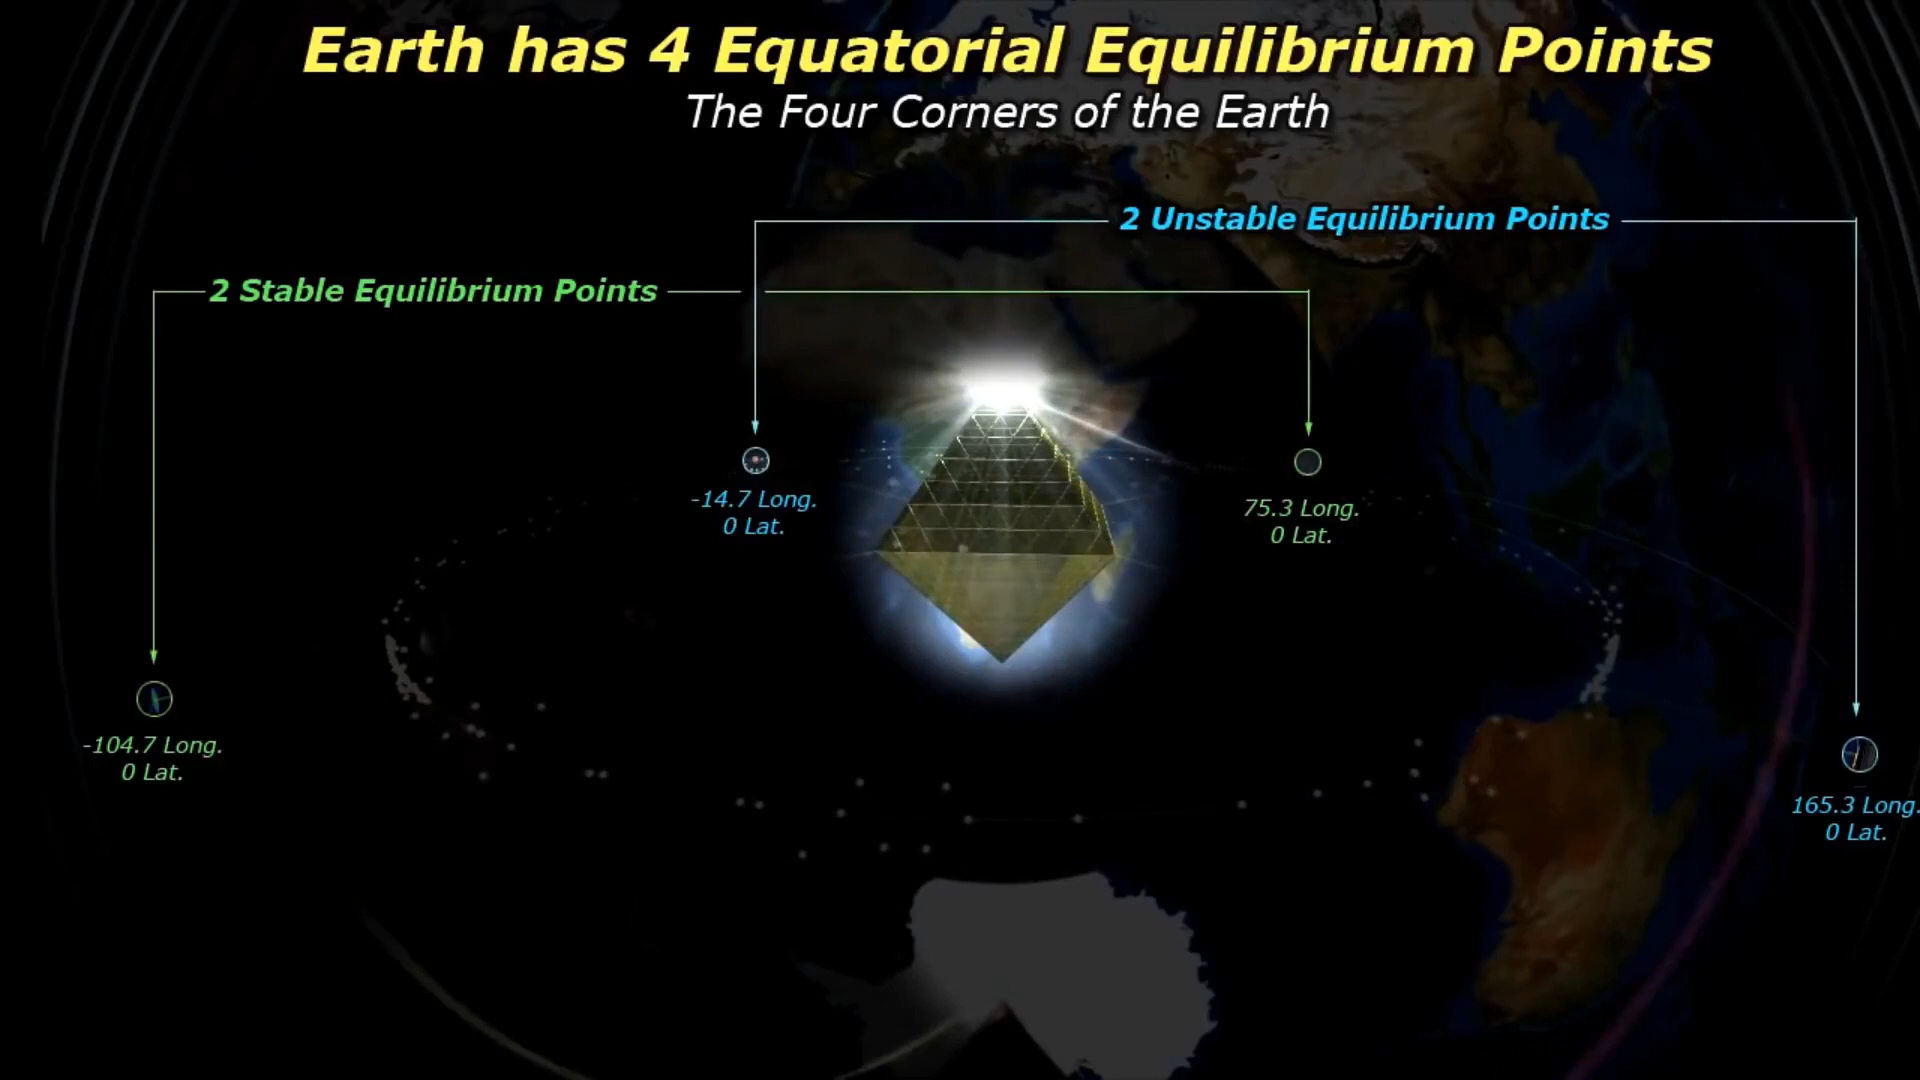 Earth has 4 Equatorial Equilibrium Points
The Four Corners of the Earth
2 Unstable Equilibrium Points
2 Stable Equilibrium Points
-14.7 Long.
0 Lat.
75.3 Long.
0 Lat.
-104.7 Long.
0 Lat.
165.3 Long.
0 Lat.